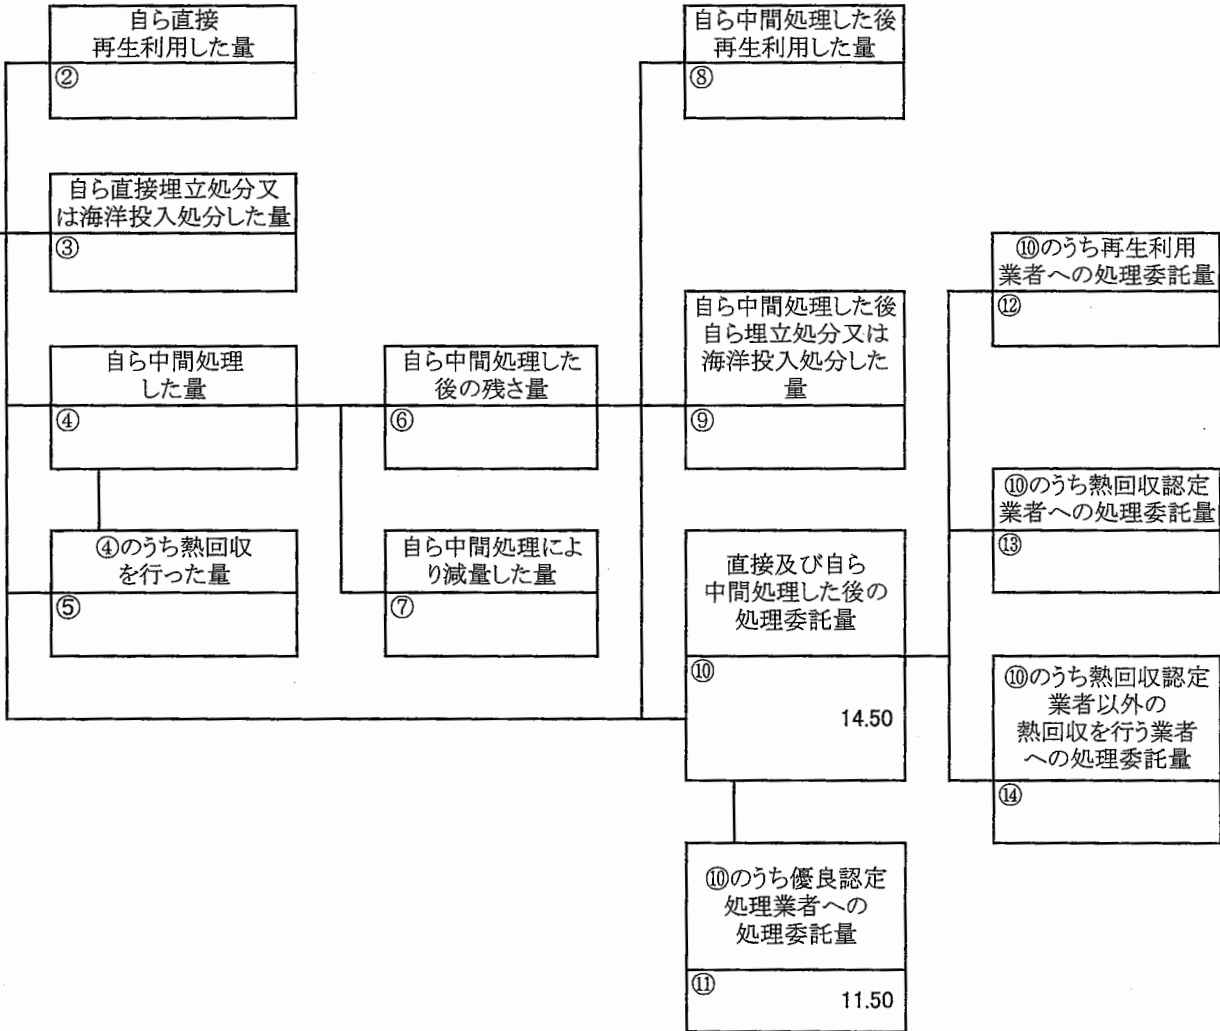 自ら直接
再生利用した量
②
自ら中間処理した後
再生利用した量
⑧
自ら直接埋立処分又
は海洋投入処分した量
③
⑩のうち再生利用
業者への処理委託量
⑫
自ら中間処理した後
自ら埋立処分又は
海洋投入処分した
量
⑨
自ら中間処理
した量
④
自ら中間処理した
後の残さ量
⑥
⑩のうち熱回収認定
業者への処理委託量
⑬
④のうち熱回収
を行った量
⑤
自ら中間処理によ
り減量した量
⑦
直接及び自ら
中間処理した後の
処理委託量
⑩
14.50
⑩のうち熱回収認定
業者以外の
熱回収を行う業者
への処理委託量
⑭
⑩のうち優良認定
処理業者への
処理委託量
⑪
11.50